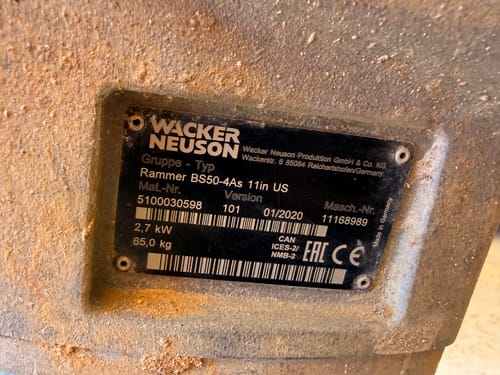 WACKER
NEUSON
Wacker Neuson Produktion GmbH & Co. KG
Wackerstr. 6 85084 Reichertshofen/Germany
Gruppe - Typ
Rammer BS50-4As 11in US
Mat.-Nr. Version Masch.-Nr.
5100030598 101 01/2020 11168989
2,7 kW
65,0 kg
CAN
ICES-2/
NMB-2
EAC CE
Made in Germany